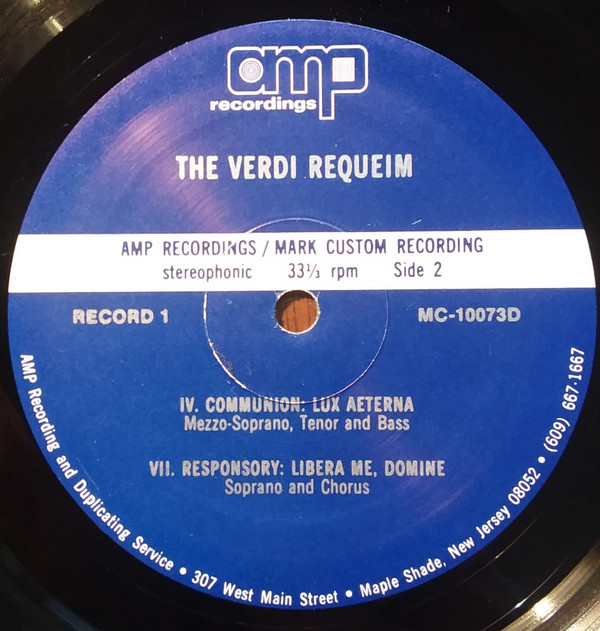 amp
recordings
THE VERDI REQUEIM
AMP RECORDINGS / MARK CUSTOM RECORDING
stereophonic 33⅓ rpm Side 2
RECORD 1 MC-10073D
IV. COMMUNION: LUX AETERNA
Mezzo-Soprano, Tenor and Bass
VII. RESPONSORY: LIBERA ME, DOMINE
Soprano and Chorus
AMP Recording and Duplicating Service • 307 West Main Street • Maple Shade, New Jersey 08052 • (609) 667-1667